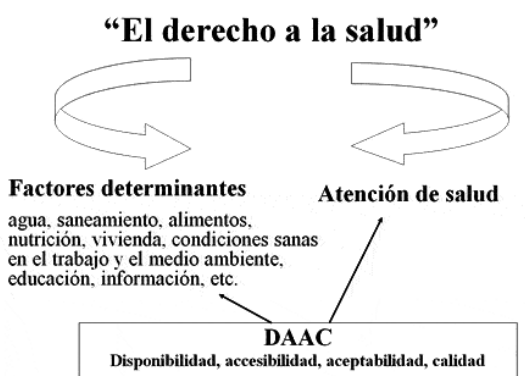 “El derecho a la salud”
Factores determinantes
agua, saneamiento, alimentos,
nutrición, vivienda, condiciones sanas
en el trabajo y el medio ambiente,
educación, información, etc.
Atención de salud
DAAC
Disponibilidad, accesibilidad, aceptabilidad, calidad